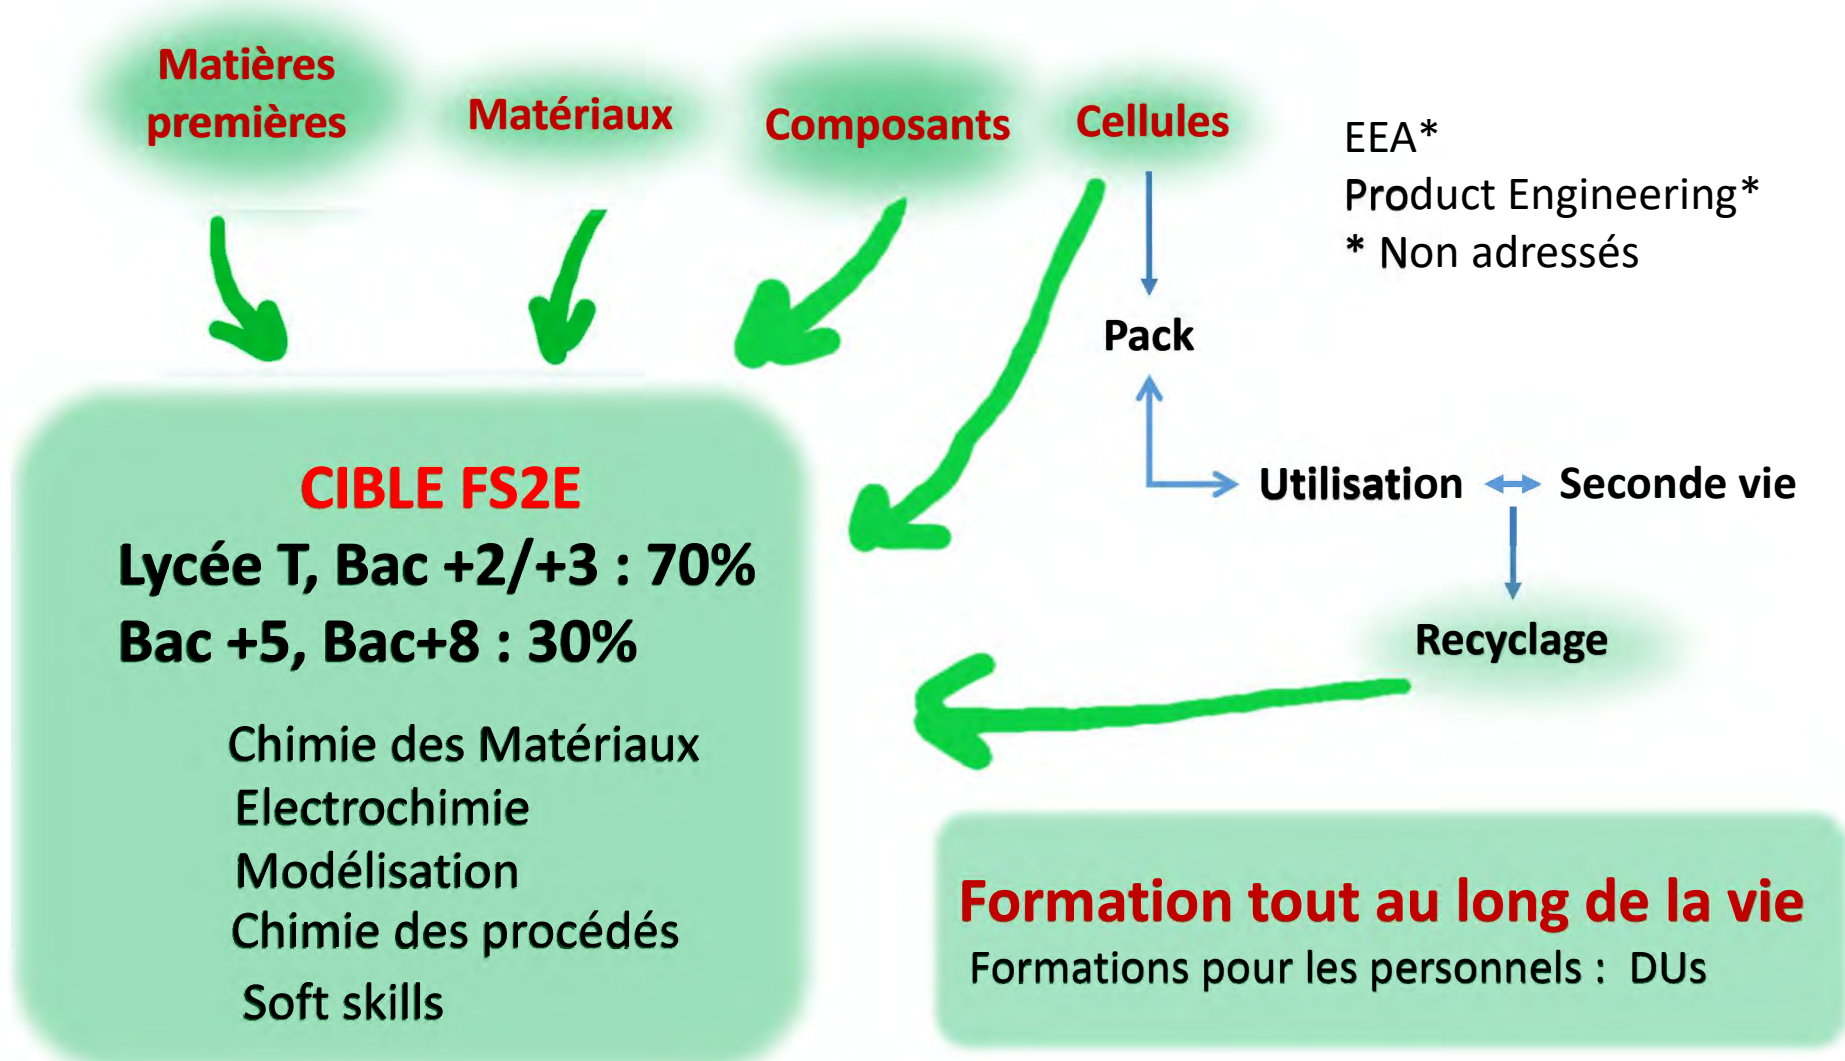 Matières
premières
Matériaux
Composants
Cellules
EEA*
Product Engineering*
* Non adressés
Pack
Utilisation
Seconde vie
Recyclage
CIBLE FS2E
Lycée T, Bac +2/+3 : 70%
Bac +5, Bac+8 : 30%
Chimie des Matériaux
Electrochimie
Modélisation
Chimie des procédés
Soft skills
Formation tout au long de la vie
Formations pour les personnels : DUs